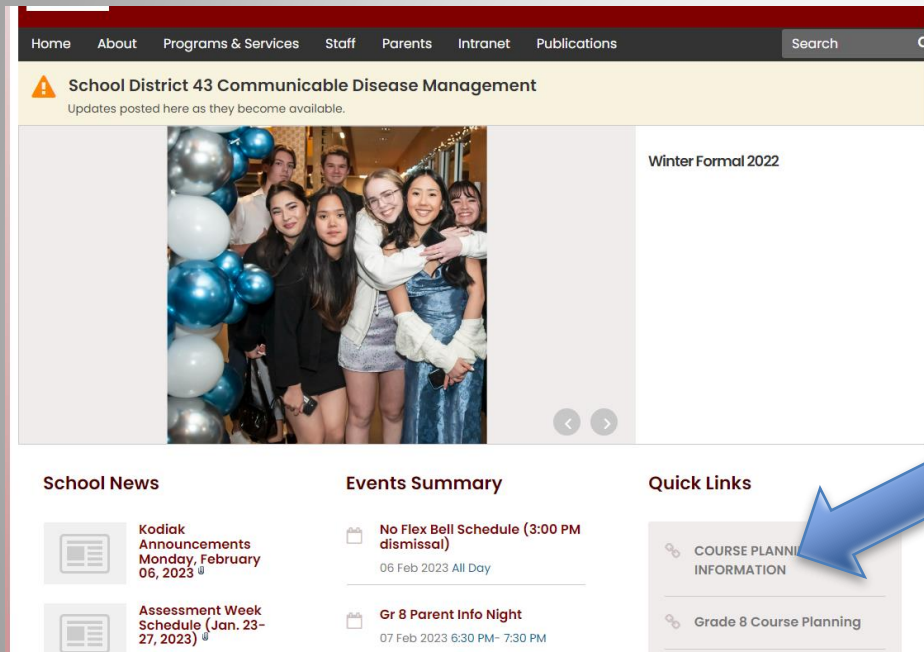 Home About Programs & Services Staff Parents Intranet Publications Search
School District 43 Communicable Disease Management
Updates posted here as they become available.
Winter Formal 2022
School News
Kodiak
Announcements
Monday, February
06, 2023
Assessment Week
Schedule (Jan. 23-
27, 2023)
Events Summary
No Flex Bell Schedule (3:00 PM
dismissal)
06 Feb 2023 All Day
Gr 8 Parent Info Night
07 Feb 2023 6:30 PM- 7:30 PM
Quick Links
COURSE
INFORMATION
Grade 8 Course Planning